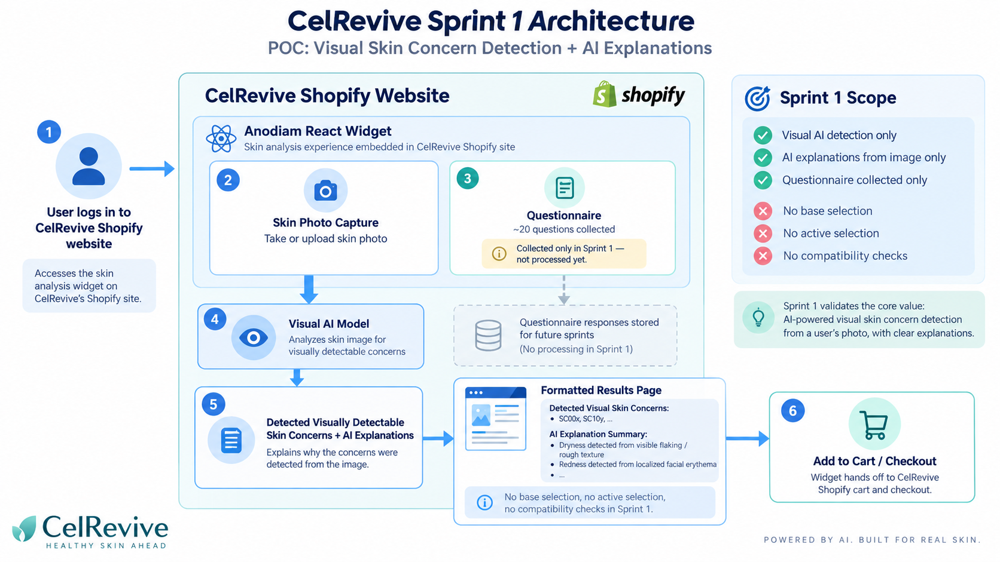 CelRevive Sprint 1 Architecture
POC: Visual Skin Concern Detection + AI Explanations
1
User logs in to
CelRevive Shopify
website
Accesses the skin
analysis widget on
CelRevive's Shopify site.
CelRevive Shopify Website
shopify
Anodiam React Widget
Skin analysis experience embedded in CelRevive Shopify site
2
Skin Photo Capture
Take or upload skin photo
3
Questionnaire
~20 questions collected
Collected only in Sprint 1 —
not processed yet.
4
Visual AI Model
Analyzes skin image for
visually detectable concerns
Questionnaire responses stored
for future sprints
(No processing in Sprint 1)
5
Detected Visually Detectable
Skin Concerns + AI Explanations
Explains why the concerns were
detected from the image.
Formatted Results Page
Detected Visual Skin Concerns:
• SC00x, SC10y, ...
AI Explanation Summary:
• Dryness detected from visible flaking /
rough texture
• Redness detected from localized facial erythema
• ...
No base selection, no active selection,
no compatibility checks in Sprint 1.
6
Add to Cart / Checkout
Widget hands off to CelRevive
Shopify cart and checkout.
Sprint 1 Scope
Visual AI detection only
AI explanations from image only
Questionnaire collected only
No base selection
No active selection
No compatibility checks
Sprint 1 validates the core value:
AI-powered visual skin concern detection
from a user's photo, with clear explanations.
CelRevive
HEALTHY SKIN AHEAD
POWERED BY AI. BUILT FOR REAL SKIN.